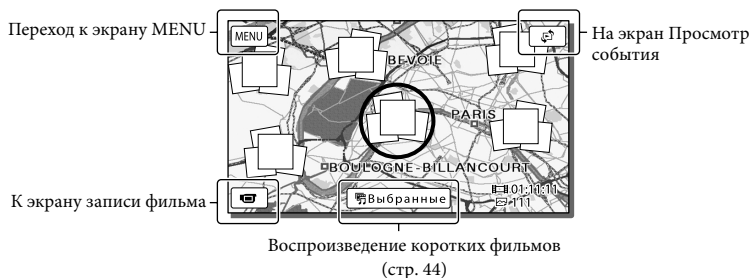 Переход к экрану MENU
MENU
На экран Просмотр
события
BEVOIE
PARIS
BOULOGNE-BILLANCOURT
01:11:11
111
К экрану записи фильма
Выбранные
Воспроизведение коротких фильмов
(стр. 44)